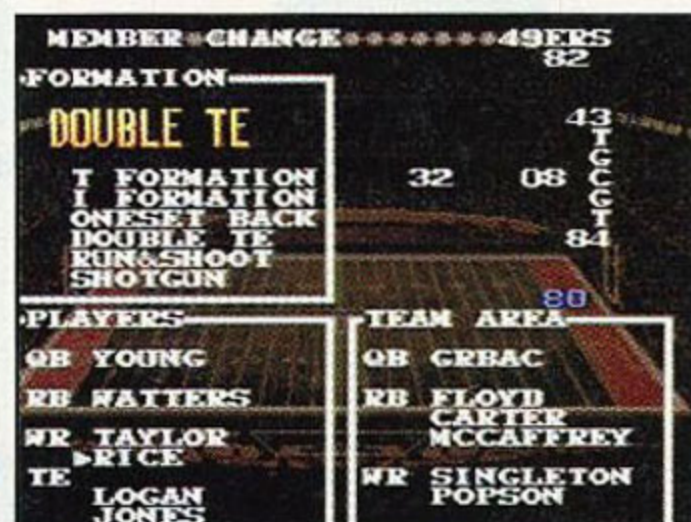 MEMBER CHANGE 49ERS
82
FORMATION
DOUBLE TE
T FORMATION
I FORMATION
ONESET BACK
DOUBLE TE
RUN&SHOOT
SHOTGUN
43
T
G
32 08 C
G
T
84
80
PLAYERS
QB YOUNG
RB WATTERS
WR TAYLOR
RICE
TE
LOGAN
JONES
TEAM AREA
QB GRBAC
RB FLOYD
CARTER
MCCAFFREY
WR SINGLETON
POPSON